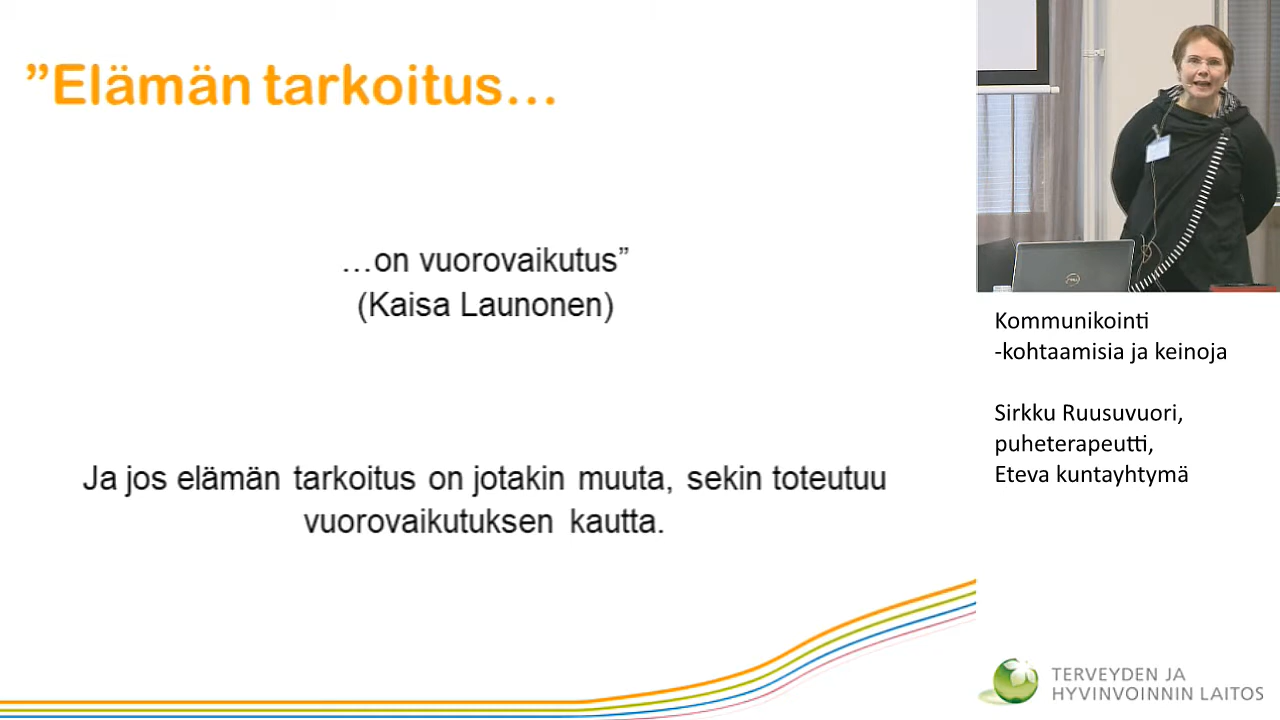 ”Elämän tarkoitus…
…on vuorovaikutus”
(Kaisa Launonen)
Ja jos elämän tarkoitus on jotakin muuta, sekin toteutuu
vuorovaikutuksen kautta.
Kommunikointi
-kohtaamisia ja keinoja
Sirkku Ruusuvuori,
puheterapeutti,
Eteva kuntayhtymä
TERVEYDEN JA
HYVINVOINNIN LAITOS